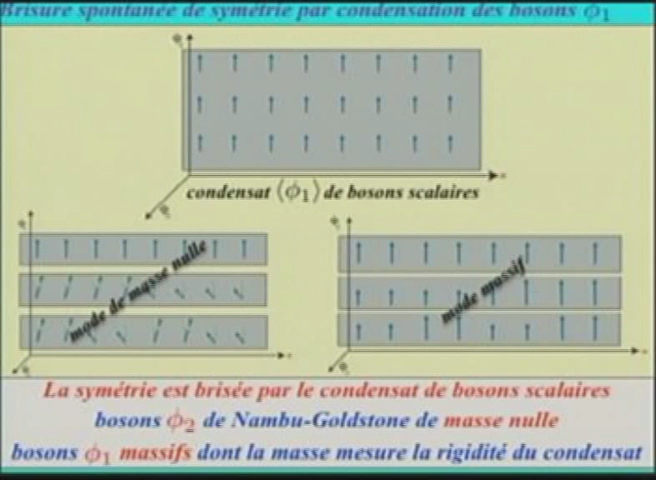 Brisure spontanée de symétrie par condensation des bosons ϕ₁
condensat ⟨ϕ₁⟩ de bosons scalaires
mode de masse nulle
mode massif
La symétrie est brisée par le condensat de bosons scalaires
bosons ϕ₂ de Nambu-Goldstone de masse nulle
bosons ϕ₁ massifs dont la masse mesure la rigidité du condensat